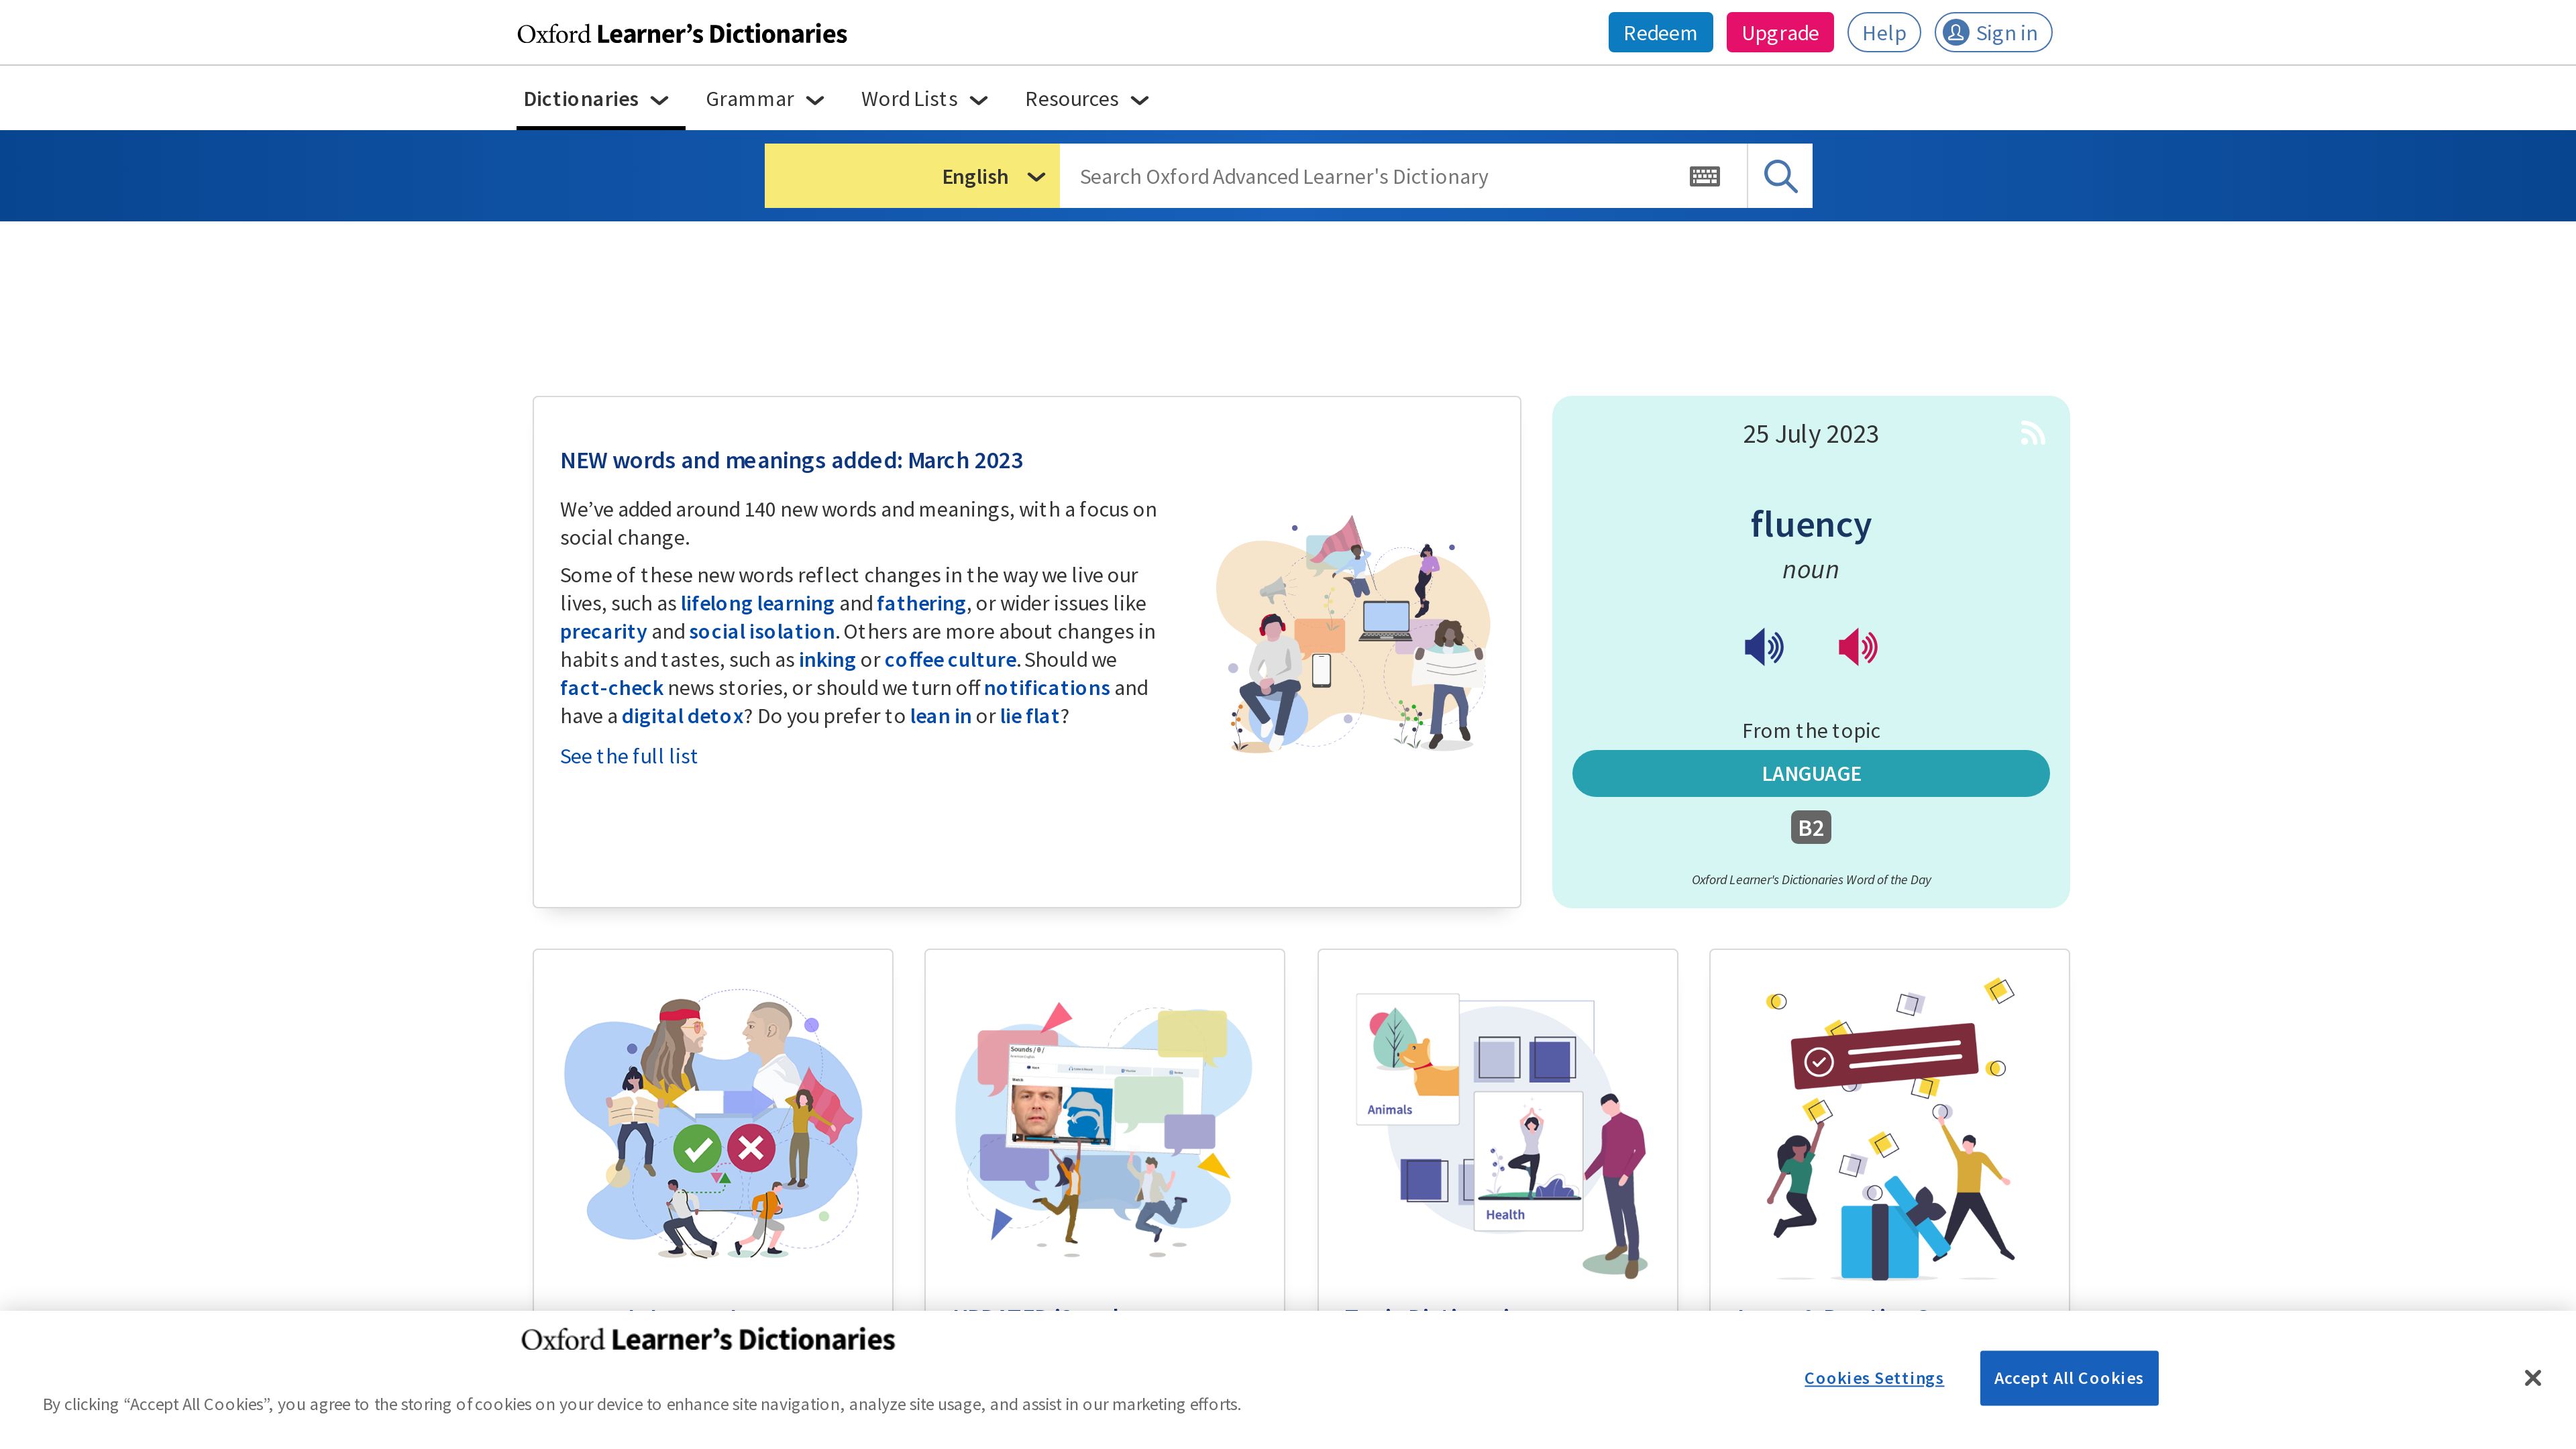 Oxford Learner's Dictionaries
Redeem
Upgrade
Help
Sign in
Dictionaries
Grammar
Word Lists
Resources
English
Search Oxford Advanced Learner's Dictionary
NEW words and meanings added: March 2023
We've added around 140 new words and meanings, with a focus on
social change.
Some of these new words reflect changes in the way we live our
lives, such as lifelong learning and fathering, or wider issues like
precarity and social isolation. Others are more about changes in
habits and tastes, such as inking or coffee culture. Should we
fact-check news stories, or should we turn off notifications and
have a digital detox? Do you prefer to lean in or lie flat?
See the full list
25 July 2023
fluency
noun
From the topic
LANGUAGE
B2
Oxford Learner's Dictionaries Word of the Day
Sounds / θ /
Animals
Health
Oxford Learner's Dictionaries
By clicking “Accept All Cookies”, you agree to the storing of cookies on your device to enhance site navigation, analyze site usage, and assist in our marketing efforts.
Cookies Settings
Accept All Cookies